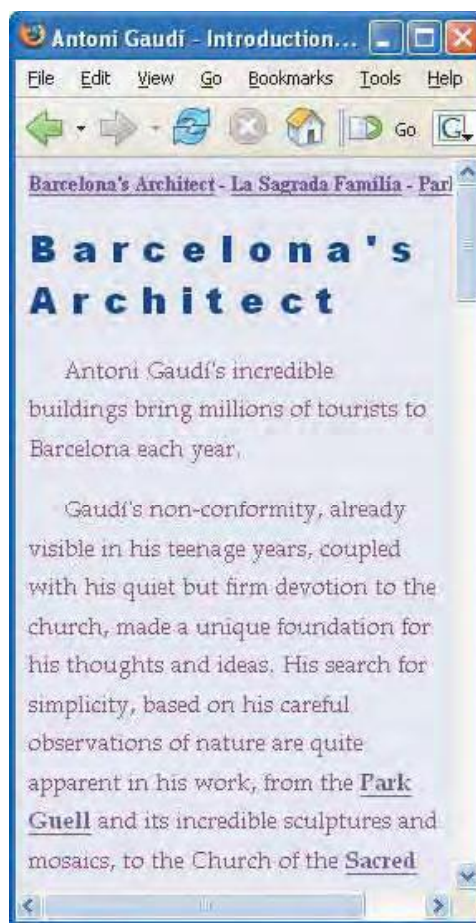 Antoni Gaudí - Introduction...
File Edit View Go Bookmarks Tools Help
Go G
Barcelona's Architect - La Sagrada Família - Parl
Barcelona's
Architect
Antoni Gaudí's incredible
buildings bring millions of tourists to
Barcelona each year.
Gaudí's non-conformity, already
visible in his teenage years, coupled
with his quiet but firm devotion to the
church, made a unique foundation for
his thoughts and ideas. His search for
simplicity, based on his careful
observations of nature are quite
apparent in his work, from the Park
Guell and its incredible sculptures and
mosaics, to the Church of the Sacred